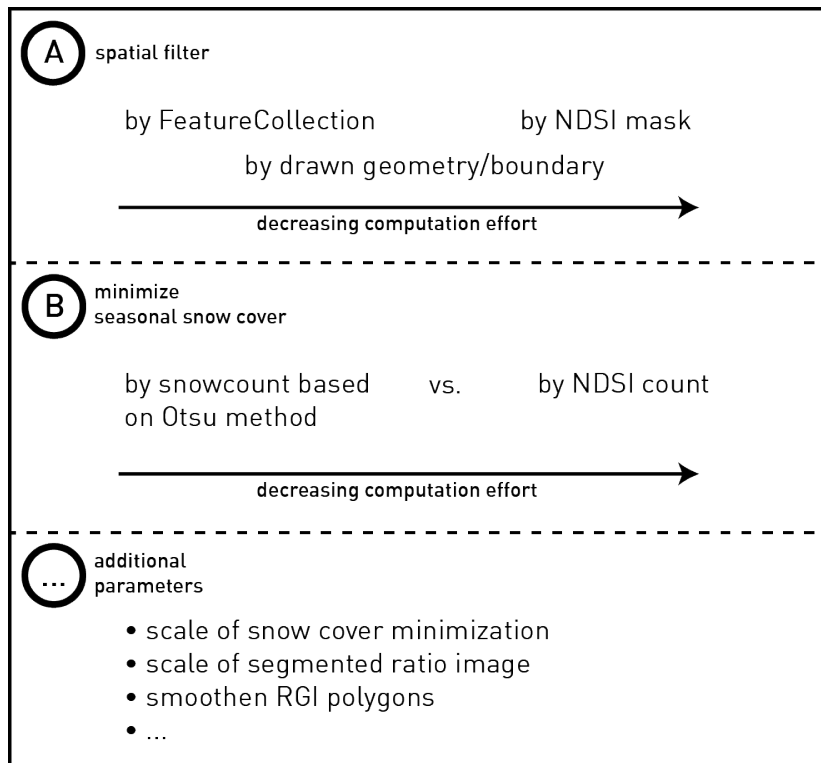 A
spatial filter
by FeatureCollection
by NDSI mask
by drawn geometry/boundary
decreasing computation effort
B
minimize
seasonal snow cover
by snowcount based
on Otsu method
vs.
by NDSI count
decreasing computation effort
...
additional
parameters
• scale of snow cover minimization
• scale of segmented ratio image
• smoothen RGI polygons
• ...